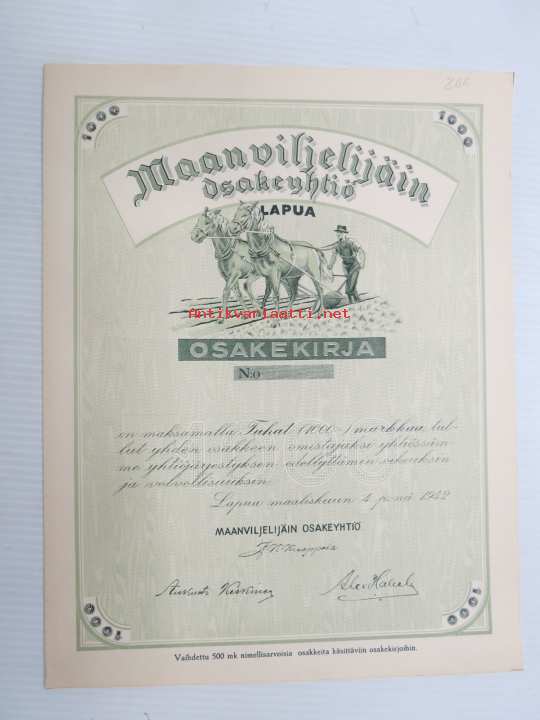 1000
1000
Maanviljelijäin
Osakeyhtiö
LAPUA
Antikvariaatti.net
OSAKEKIRJA
N:o
on maksamalla Tuhat (1000:-) markkaa tul-
lut yhden osakkeen omistajaksi yhtiössäm-
me yhtiöjärjestyksen edellyttämin oikeuksin
ja velvollisuuksin.
Lapua maaliskuun 4 p:nä 1942
MAANVILJELIJÄIN OSAKEYHTIÖ
1000
1000
Vaihdettu 500 mk nimellisarvoisia osakkeita käsittäviin osakekirjoihin.